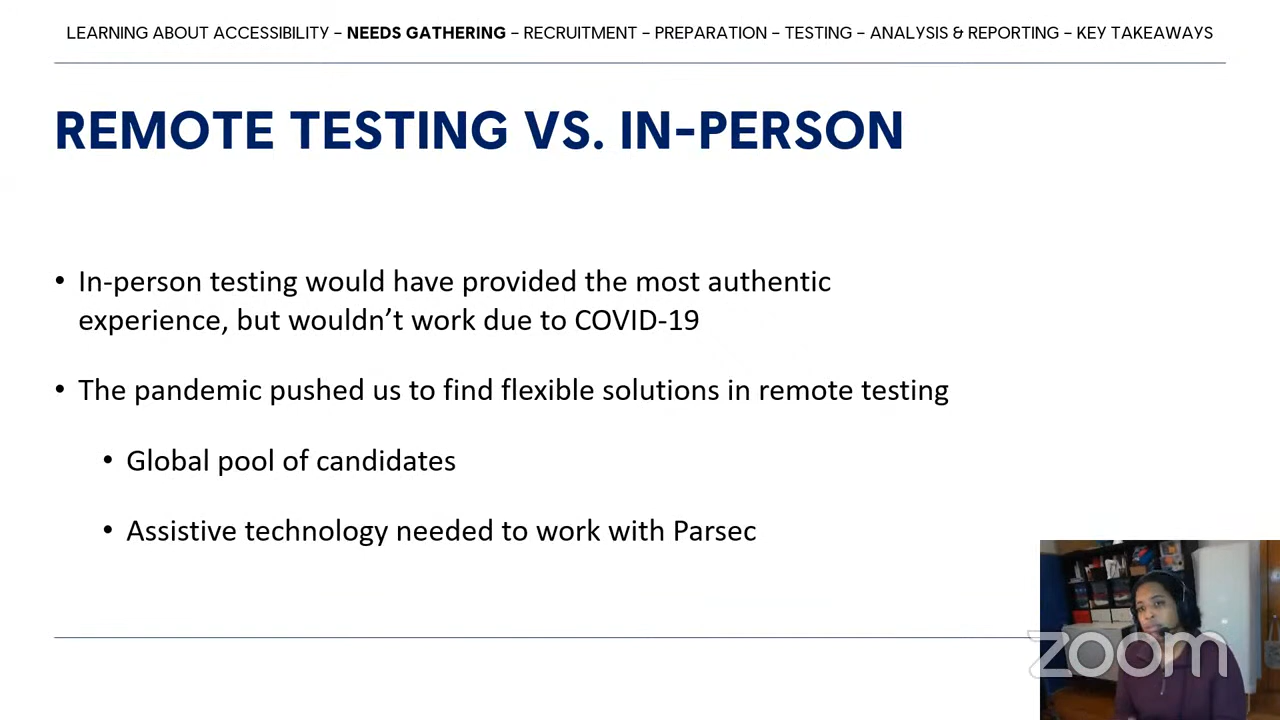 LEARNING ABOUT ACCESSIBILITY – NEEDS GATHERING – RECRUITMENT – PREPARATION – TESTING – ANALYSIS & REPORTING – KEY TAKEAWAYS
REMOTE TESTING VS. IN-PERSON
• In-person testing would have provided the most authentic
experience, but wouldn’t work due to COVID-19
• The pandemic pushed us to find flexible solutions in remote testing
• Global pool of candidates
• Assistive technology needed to work with Parsec
zoom